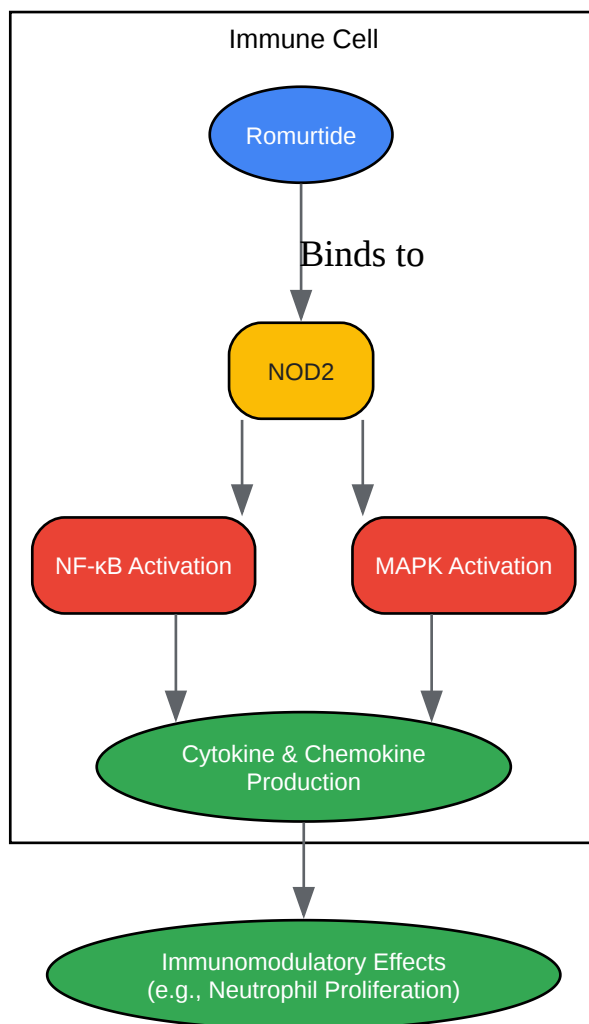 Immune Cell
Romurtide
Binds to
NOD2
NF-κB Activation
MAPK Activation
Cytokine & Chemokine
Production
Immunomodulatory Effects
(e.g., Neutrophil Proliferation)